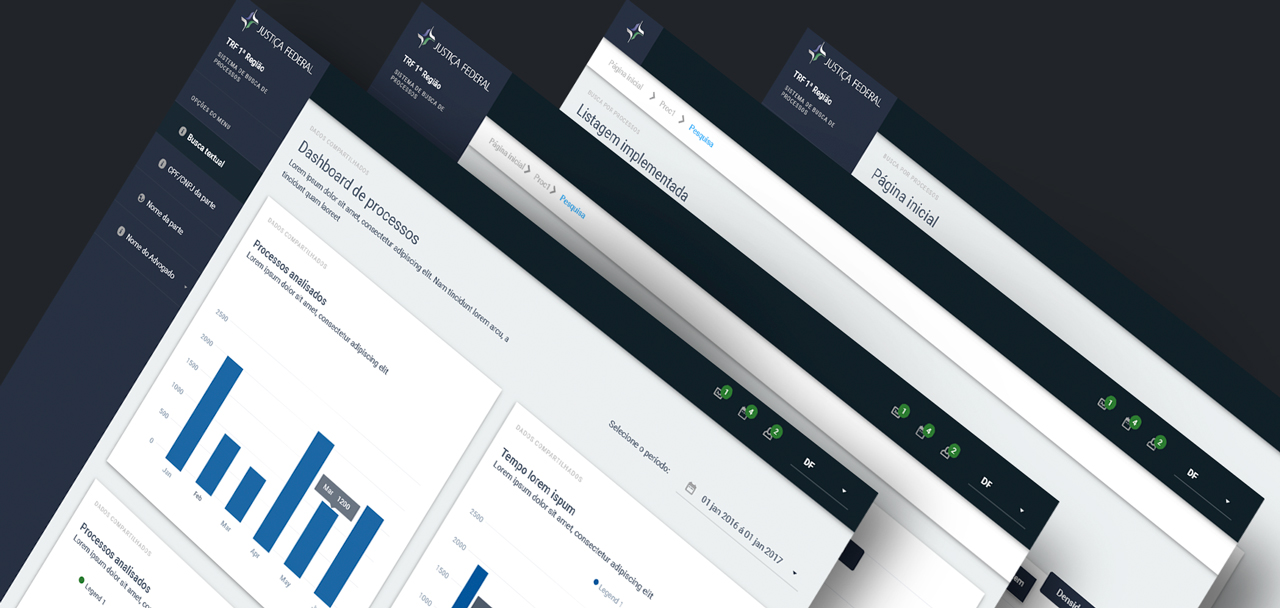 JUSTIÇA FEDERAL
TRF 1ª Região
SISTEMA DE BUSCA DE
PROCESSOS
OPÇÕES DO MENU
Busca textual
CPF/CNPJ da parte
Nome da parte
Nome do Advogado
DADOS COMPARTILHADOS
Dashboard de processos
Lorem ipsum dolor sit amet, consectetur adipiscing elit. Nam tincidunt lorem arcu, a
tincidunt quam laoreet
1
4
2
DF
Selecione o período:
01 jan 2016 á 01 jan 2017
DADOS COMPARTILHADOS
Processos analisados
Lorem ipsum dolor sit amet, consectetur adipiscing elit
2500
2000
1500
1000
500
0
Jan
Feb
Mar
Apr
May
Mar 1200
DADOS COMPARTILHADOS
Tempo lorem ispum
Lorem ipsum dolor sit amet, consectetur adipiscing elit
2500
2000
1500
1000
Legend 1
DADOS COMPARTILHADOS
Processos analisados
Lorem ipsum dolor sit amet, consectetur
Legend 1
JUSTIÇA FEDERAL
TRF 1ª Região
SISTEMA DE BUSCA DE
PROCESSOS
Página inicial
Proc1
Pesquisa
1
4
2
DF
Página inicial
Proc1
Pesquisa
BUSCA POR PROCESSOS
Listagem implementada
1
4
2
DF
Densid
JUSTIÇA FEDERAL
TRF 1ª Região
SISTEMA DE BUSCA DE
PROCESSOS
BUSCA POR PROCESSOS
Página inicial